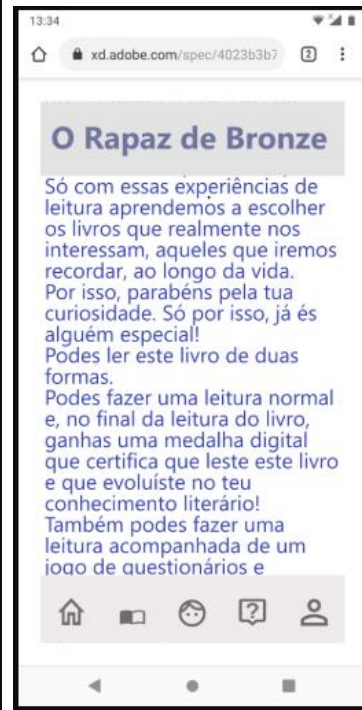 13:34
xd.adobe.com/spec/4023b3b7
2
O Rapaz de Bronze
Só com essas experiências de
leitura aprendemos a escolher
os livros que realmente nos
interessam, aqueles que iremos
recordar, ao longo da vida.
Por isso, parabéns pela tua
curiosidade. Só por isso, já és
alguém especial!
Podes ler este livro de duas
formas.
Podes fazer uma leitura normal
e, no final da leitura do livro,
ganhas uma medalha digital
que certifica que leste este livro
e que evoluíste no teu
conhecimento literário!
Também podes fazer uma
leitura acompanhada de um
jogo de questionários e